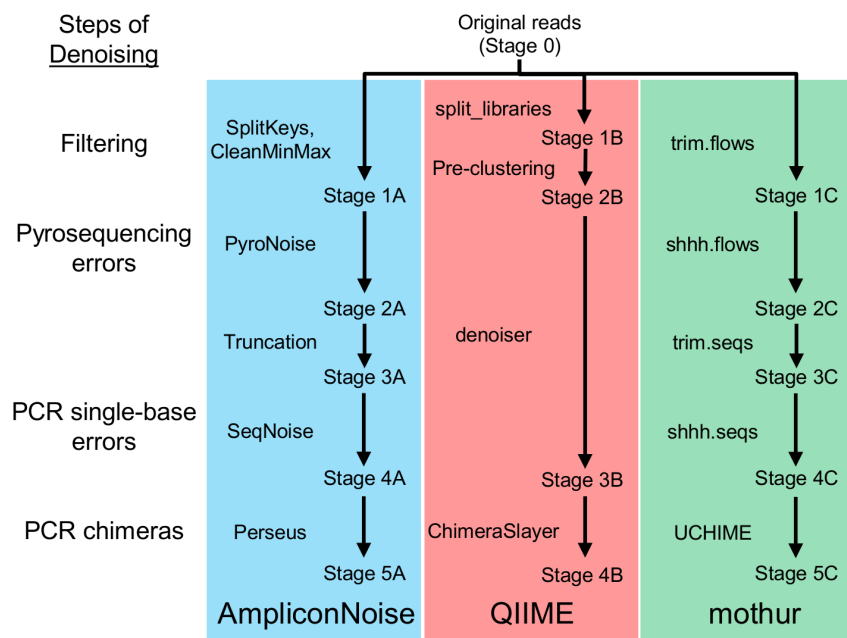 Steps of
Denoising
Original reads
(Stage 0)
Filtering
SplitKeys,
CleanMinMax
split_libraries
Stage 1B
trim.flows
Pre-clustering
Stage 1A
Stage 2B
Stage 1C
Pyrosequencing
errors
PyroNoise
shhh.flows
Stage 2A
Stage 2C
Truncation
denoiser
trim.seqs
Stage 3A
Stage 3C
PCR single-base
errors
SeqNoise
shhh.seqs
Stage 4A
Stage 3B
Stage 4C
PCR chimeras
Perseus
ChimeraSlayer
UCHIME
Stage 5A
Stage 4B
Stage 5C
AmpliconNoise
QIIME
mothur